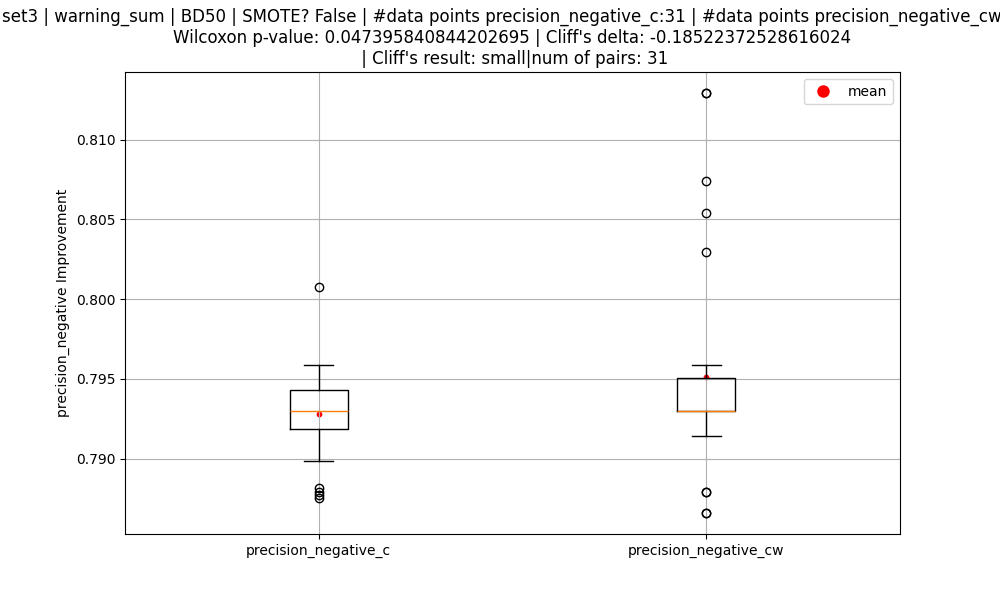 set3 | warning_sum | BD50 | SMOTE? False | #data points precision_negative_c:31 | #data points precision_negative_cw
Wilcoxon p-value: 0.047395840844202695 | Cliff's delta: -0.18522372528616024
| Cliff's result: small|num of pairs: 31
mean
0.810
0.805
0.800
0.795
0.790
precision_negative Improvement
precision_negative_c
precision_negative_cw